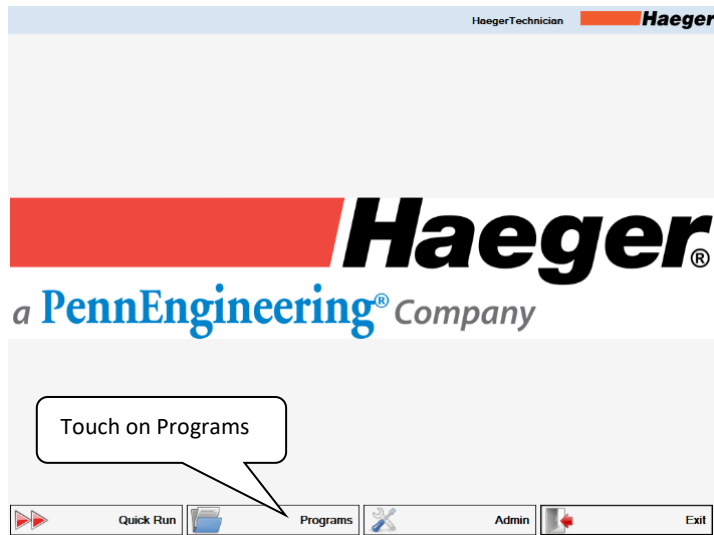 HaegerTechnician Haeger
Haeger®
a PennEngineering® Company
Touch on Programs
Quick Run Programs Admin Exit